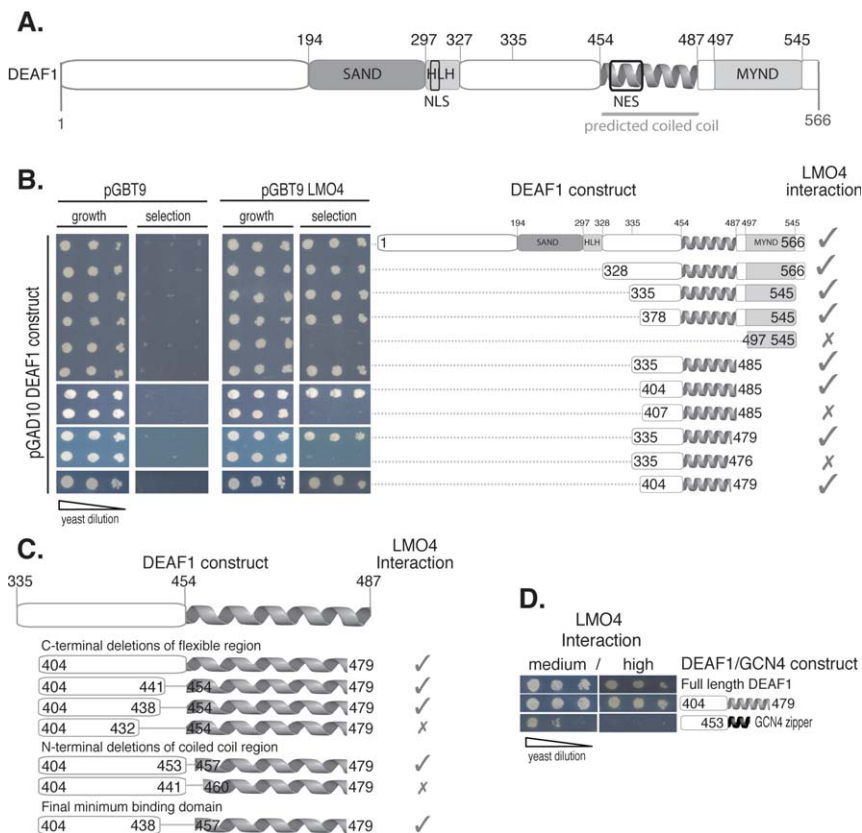 A.
194 297 327 335 454 487 497 545
DEAF1 SAND HLH MYND
NLS NES
1 predicted coiled coil 566
B.
pGBT9 pGBT9 LMO4 DEAF1 construct LMO4 interaction
growth selection growth selection
194 297 328 335 454 487 497 545
pGAD10 DEAF1 construct
1 SAND HLH MYND 566 ✓
328 566 ✓
335 545 ✓
378 545 ✓
497 545 ✗
335 485 ✓
404 485 ✓
407 485 ✗
335 479 ✓
335 476 ✗
404 479 ✓
yeast dilution
C.
DEAF1 construct LMO4 Interaction
335 454 487
C-terminal deletions of flexible region
404 479 ✓
404 441 454 479 ✓
404 438 454 479 ✓
404 432 454 479 ✗
N-terminal deletions of coiled coil region
404 453 457 479 ✓
404 441 460 479 ✗
Final minimum binding domain
404 438 457 479 ✓
D.
LMO4
Interaction
medium / high DEAF1/GCN4 construct
Full length DEAF1
404 479
453 GCN4 zipper
yeast dilution